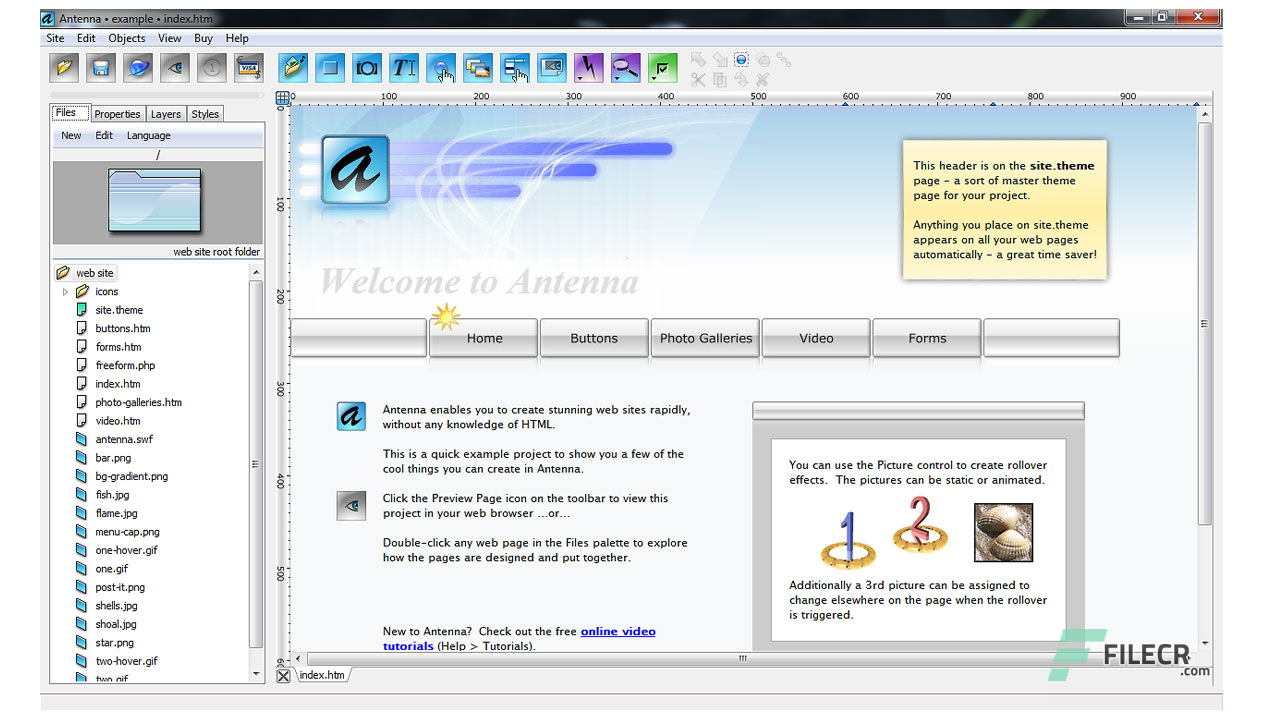 Antenna • example • index.htm
Site Edit Objects View Buy Help
VISA
Files Properties Layers Styles
New Edit Language
/
web site root folder
web site
icons
site.theme
buttons.htm
forms.htm
freeform.php
index.htm
photo-galleries.htm
video.htm
antenna.swf
bar.png
bg-gradient.png
fish.jpg
flame.jpg
menu-cap.png
one-hover.gif
one.gif
post-it.png
shells.jpg
shoal.jpg
star.png
two-hover.gif
two.gif
0 100 200 300 400 500 600 700 800 900
0
100
200
300
400
500
a
This header is on the site.theme
page - a sort of master theme
page for your project.
Anything you place on site.theme
appears on all your web pages
automatically - a great time saver!
Welcome to Antenna
Home Buttons Photo Galleries Video Forms
a
Antenna enables you to create stunning web sites rapidly,
without any knowledge of HTML.
This is a quick example project to show you a few of the
cool things you can create in Antenna.
Click the Preview Page icon on the toolbar to view this
project in your web browser ...or...
Double-click any web page in the Files palette to explore
how the pages are designed and put together.
New to Antenna?  Check out the free online video
tutorials (Help > Tutorials).
You can use the Picture control to create rollover
effects.  The pictures can be static or animated.
1 2
Additionally a 3rd picture can be assigned to
change elsewhere on the page when the rollover
is triggered.
index.htm
FILECR
.com